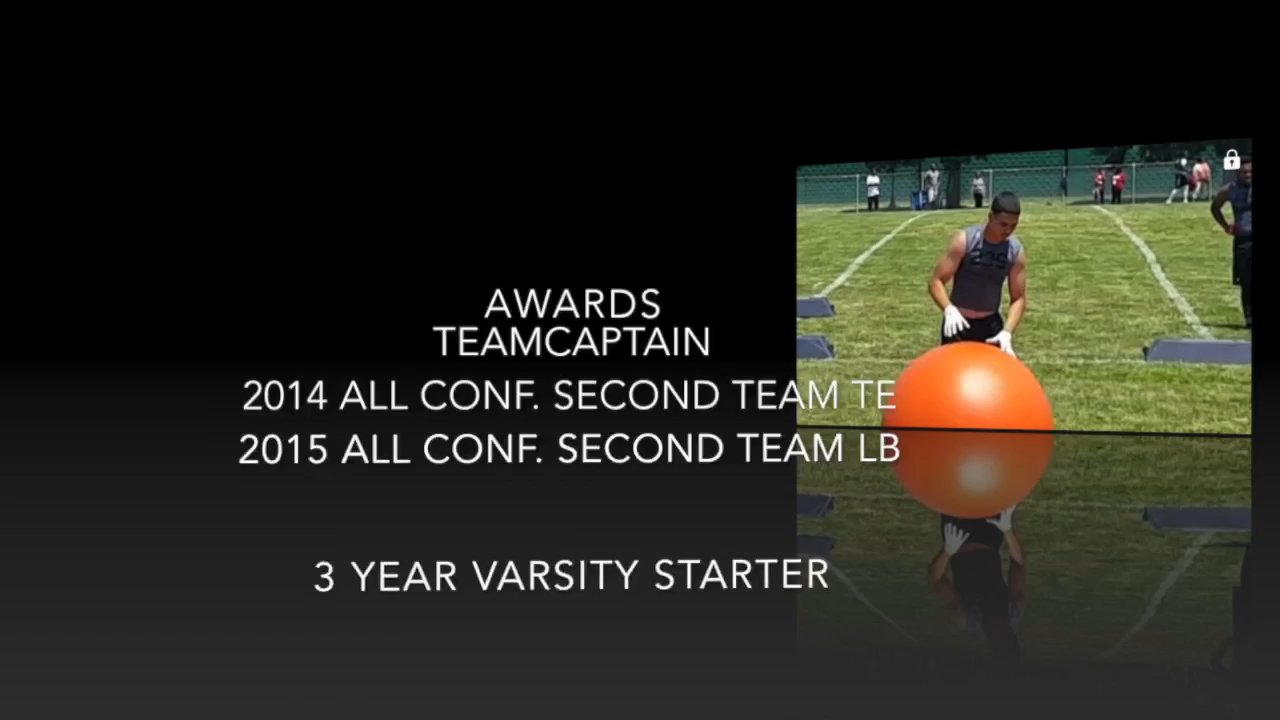 AWARDS
TEAMCAPTAIN
2014 ALL CONF. SECOND TEAM TE
2015 ALL CONF. SECOND TEAM LB
3 YEAR VARSITY STARTER